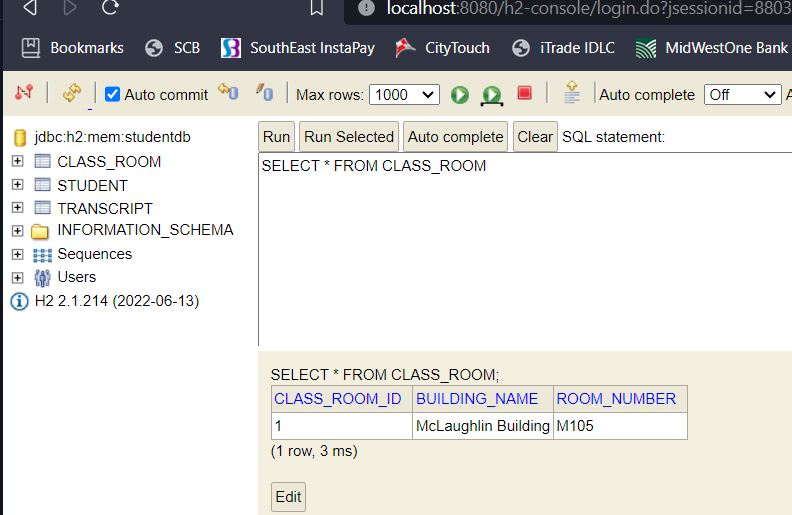 localhost:8080/h2-console/login.do?jsessionid=8803
Bookmarks SCB SouthEast InstaPay CityTouch iTrade IDLC MidWestOne Bank
Auto commit Max rows: 1000 Auto complete Off
jdbc:h2:mem:studentdb
CLASS_ROOM
STUDENT
TRANSCRIPT
INFORMATION_SCHEMA
Sequences
Users
H2 2.1.214 (2022-06-13)
Run Run Selected Auto complete Clear SQL statement:
SELECT * FROM CLASS_ROOM
SELECT * FROM CLASS_ROOM;
CLASS_ROOM_ID BUILDING_NAME ROOM_NUMBER
1 McLaughlin Building M105
(1 row, 3 ms)
Edit